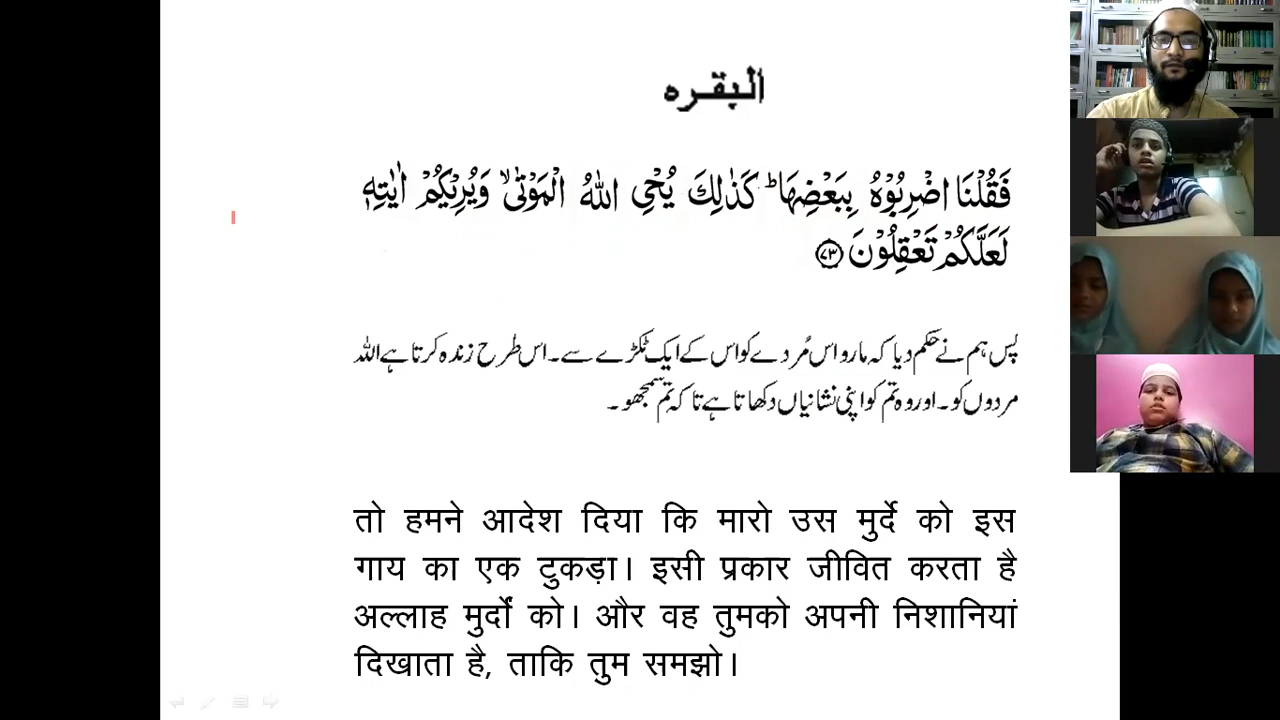 البقره
فَقُلْنَا اضْرِبُوْهُ بِبَعْضِهَا ؕ كَذٰلِكَ يُحْيِ اللّٰهُ الْمَوْتٰى ۙ وَيُرِيْكُمْ اٰيٰتِهٖ
لَعَلَّكُمْ تَعْقِلُوْنَ ﴿۷۳﴾
پس ہم نے حکم دیا کہ مارو اس مُردے کو اس کے ایک ٹکڑے سے۔ اس طرح زندہ کرتا ہے اللہ
مردوں کو۔ اور وہ تم کو اپنی نشانیاں دکھاتا ہے تا کہ تم سمجھو۔
तो हमने आदेश दिया कि मारो उस मुर्दे को इस
गाय का एक टुकड़ा। इसी प्रकार जीवित करता है
अल्लाह मुर्दों को। और वह तुमको अपनी निशानियां
दिखाता है, ताकि तुम समझो।